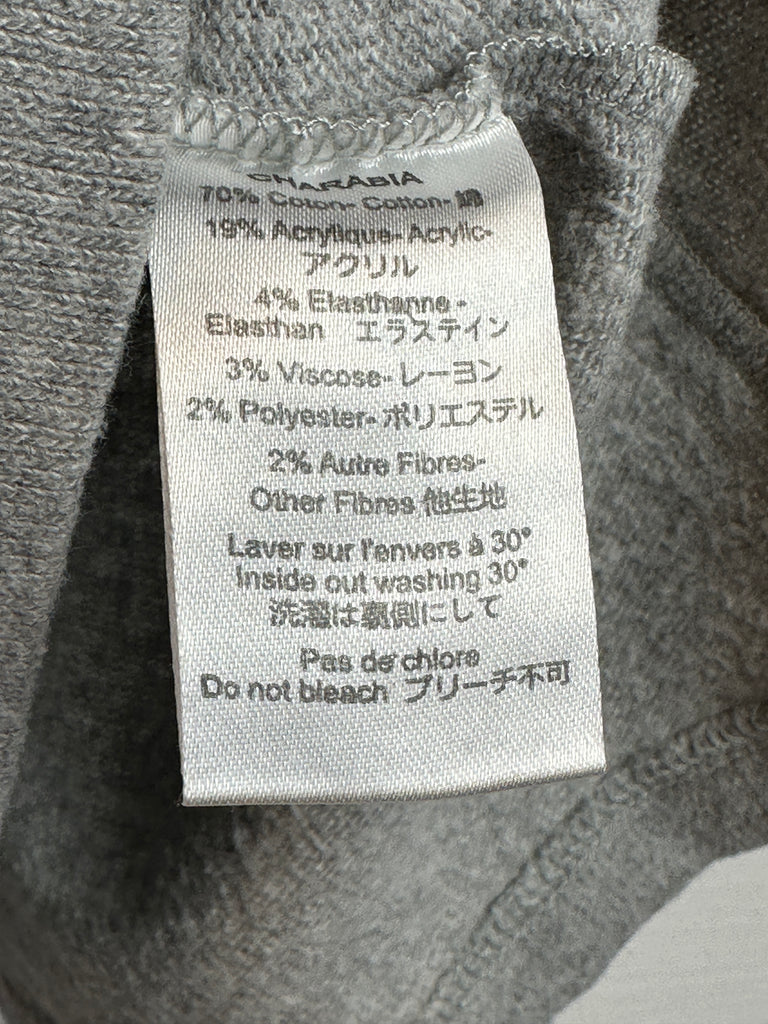 CHARABIA
70% Coton- Cotton- 綿
19% Acrylique- Acrylic-
アクリル
4% Elasthanne -
Elasthan エラステイン
3% Viscose- レーヨン
2% Polyester- ポリエステル
2% Autre Fibres-
Other Fibres 他生地
Laver sur l'envers à 30°
Inside out washing 30°
洗濯は裏側にして
Pas de chlore
Do not bleach ブリーチ不可